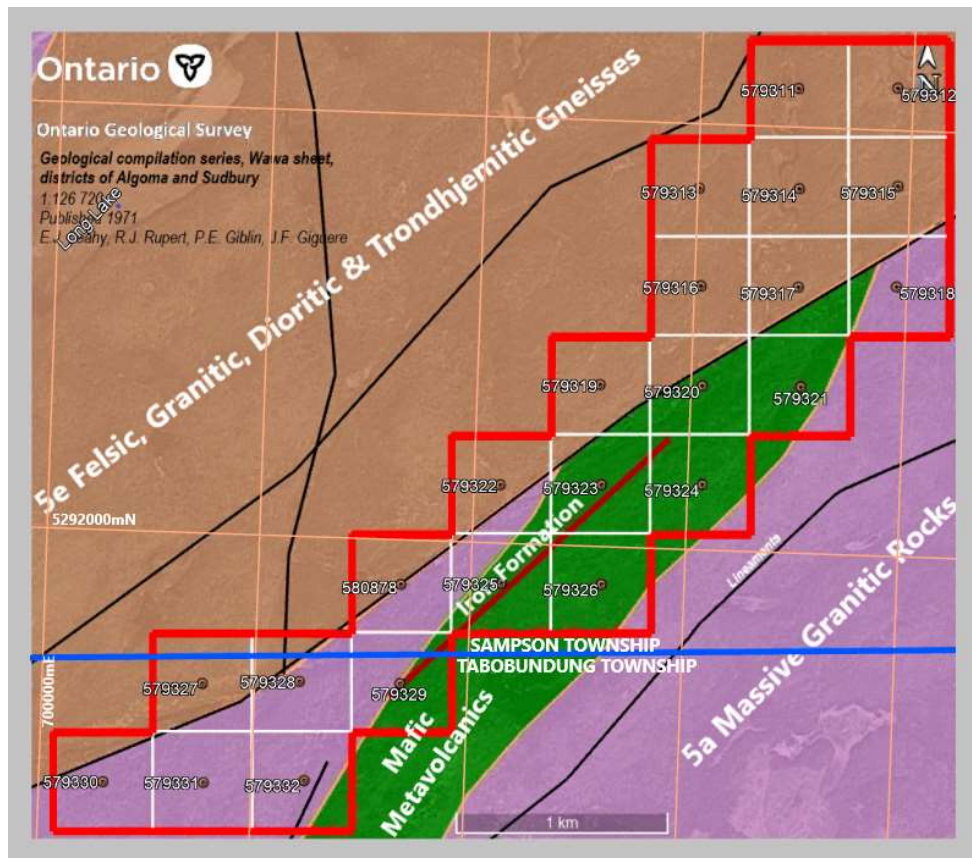 Ontario
N
Ontario Geological Survey
Geological compilation series, Wawa sheet,
districts of Algoma and Sudbury
1:126 720
Published 1971
E.J. Leahy, R.J. Rupert, P.E. Giblin, J.F. Giguere
Long Lake
5e Felsic, Granitic, Dioritic & Trondhjemitic Gneisses
579311
579312
579313
579314
579315
579316
579317
579318
579319
579320
579321
579322
579323
579324
5292000mN
Iron Formation
Lineaments
580878
579325
579326
5a Massive Granitic Rocks
SAMPSON TOWNSHIP
TABOBUNDUNG TOWNSHIP
700000mE
579327
579328
579329
Mafic
Metavolcanics
579330
579331
579332
1 km